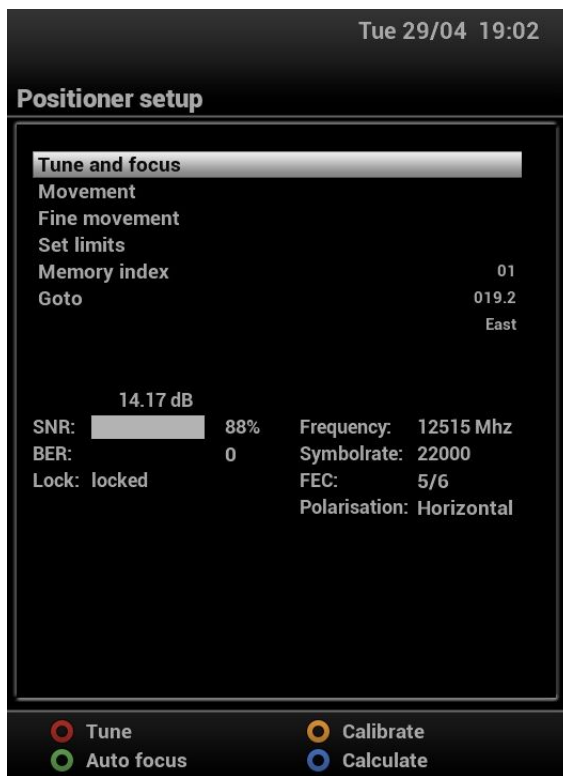 Tue 29/04 19:02
Positioner setup
Tune and focus
Movement
Fine movement
Set limits
Memory index 01
Goto 019.2
East
14.17 dB
SNR: 88% Frequency: 12515 Mhz
BER: 0 Symbolrate: 22000
Lock: locked FEC: 5/6
Polarisation: Horizontal
Tune Calibrate
Auto focus Calculate